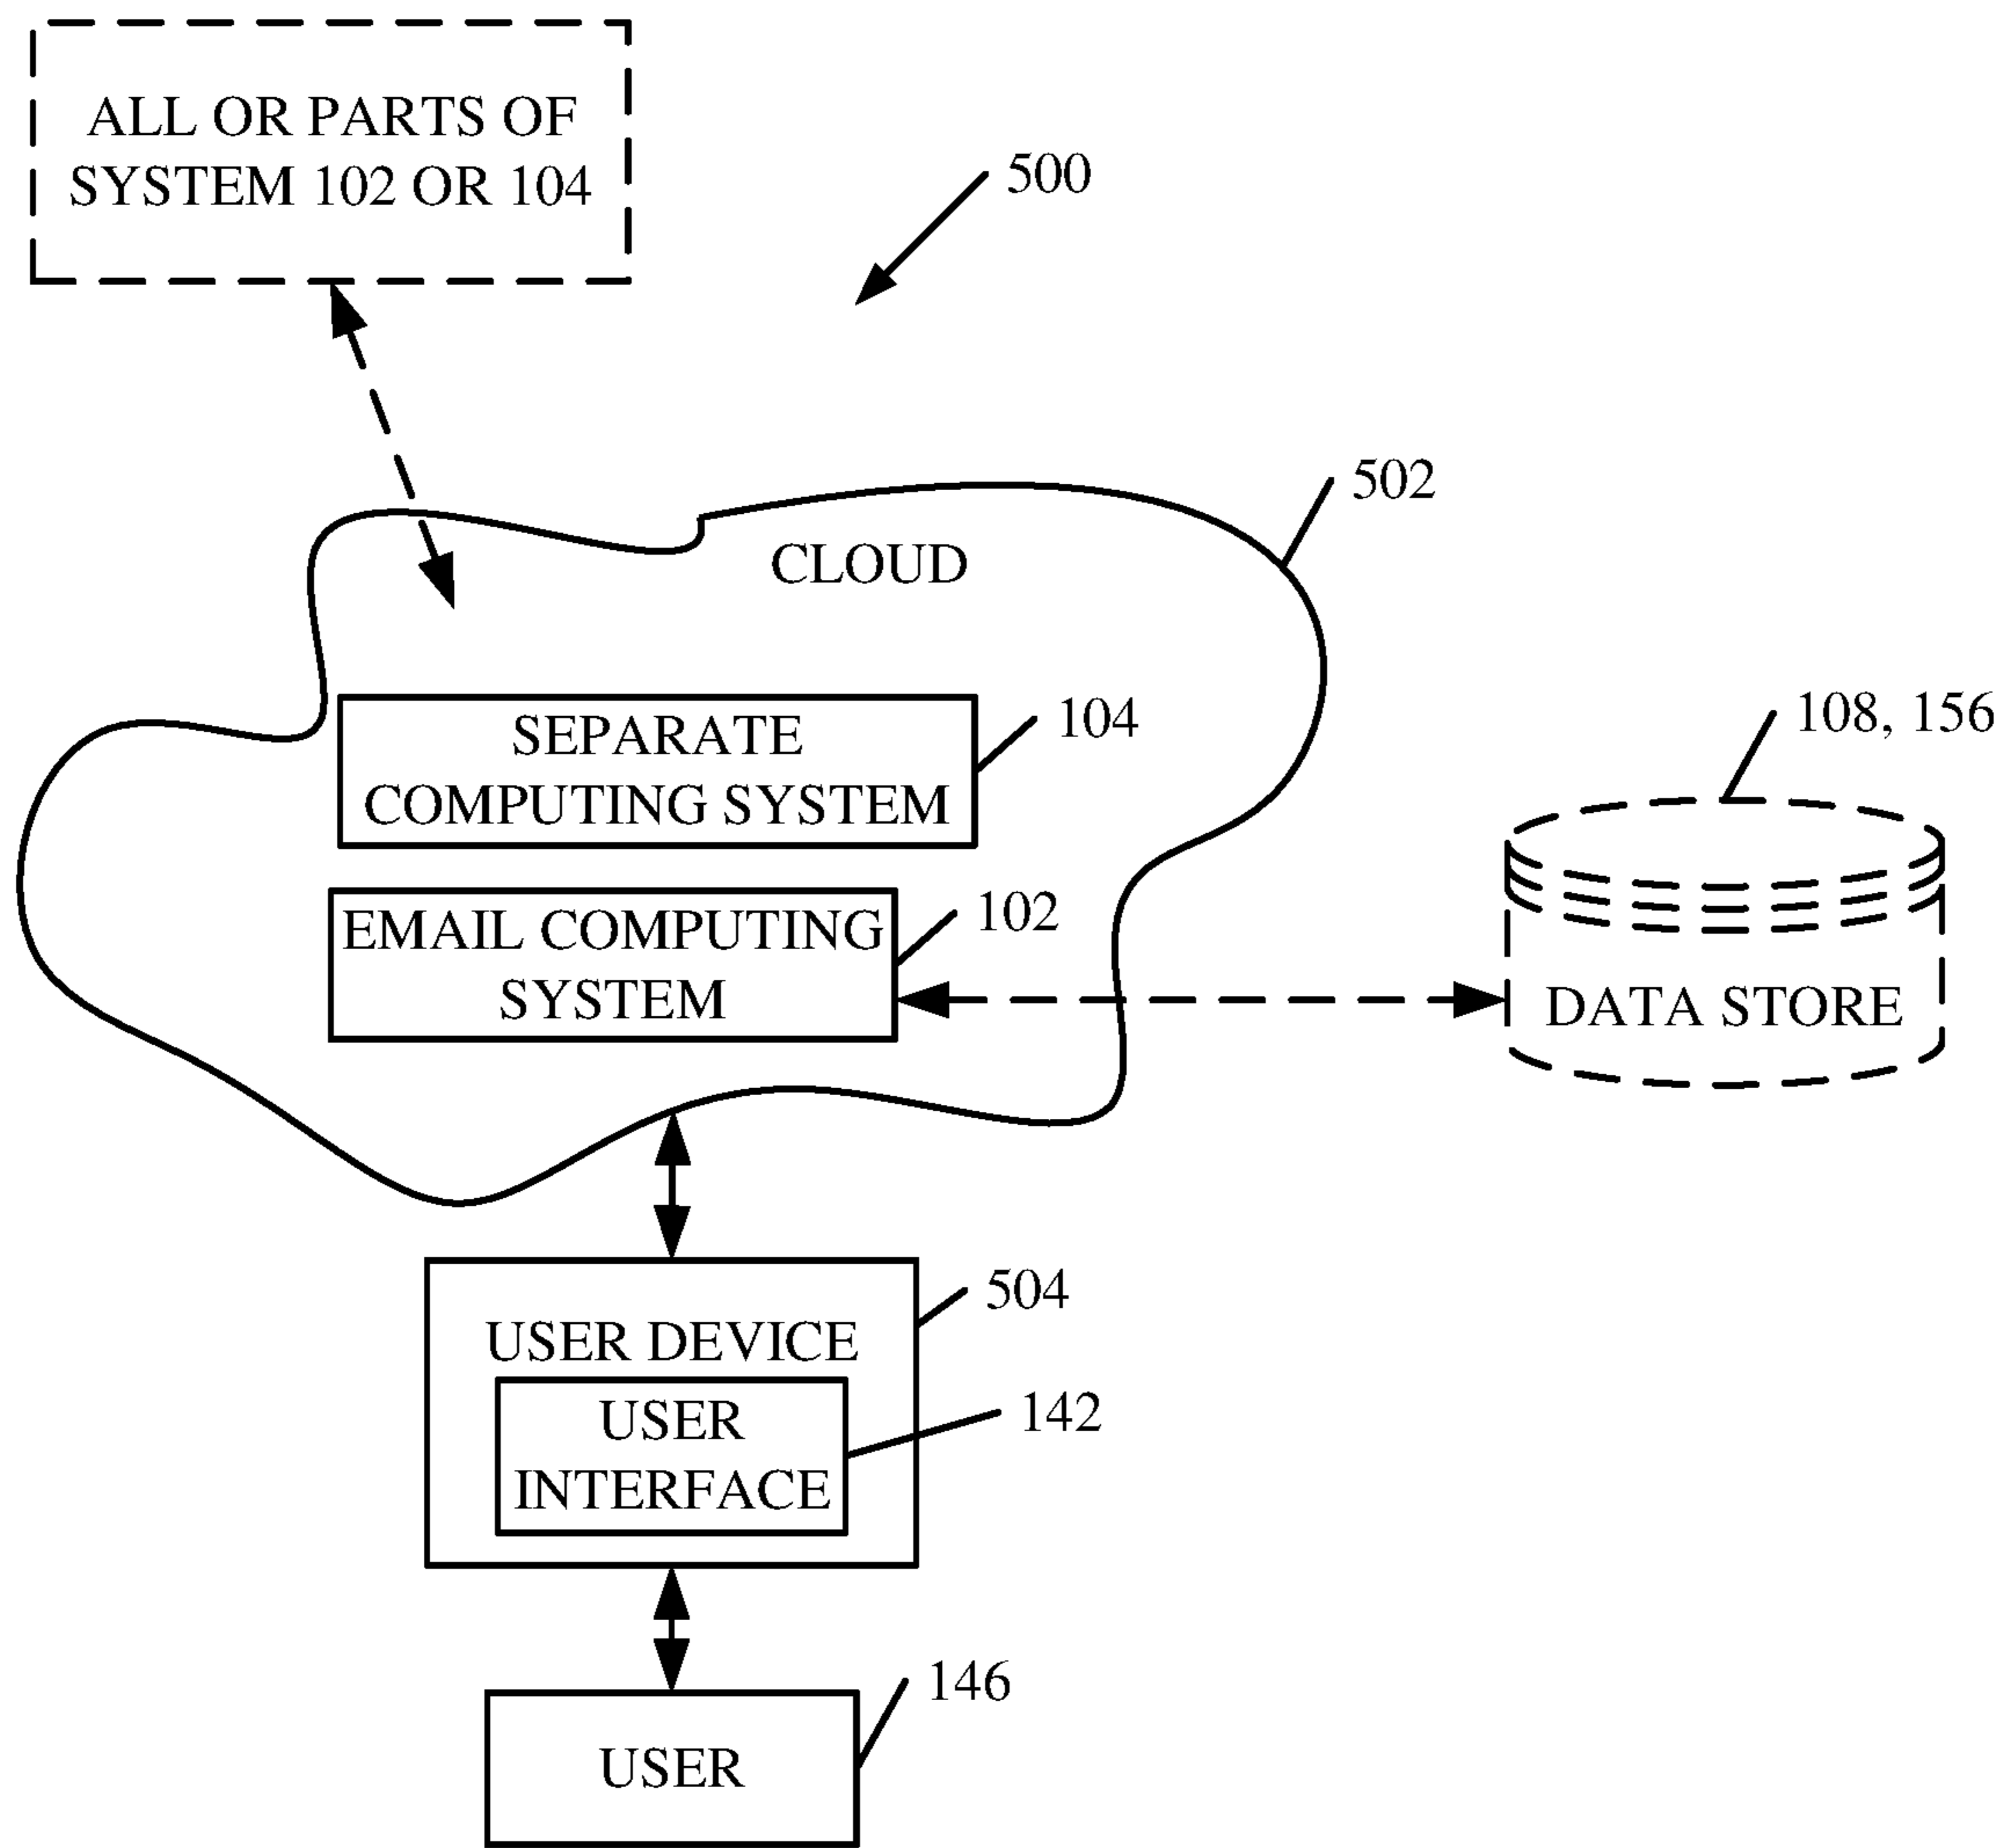 ALL OR PARTS OF
SYSTEM 102 OR 104
500
502
CLOUD
SEPARATE
COMPUTING SYSTEM
104
108, 156
EMAIL COMPUTING
SYSTEM
102
DATA STORE
504
USER DEVICE
USER
INTERFACE
142
146
USER